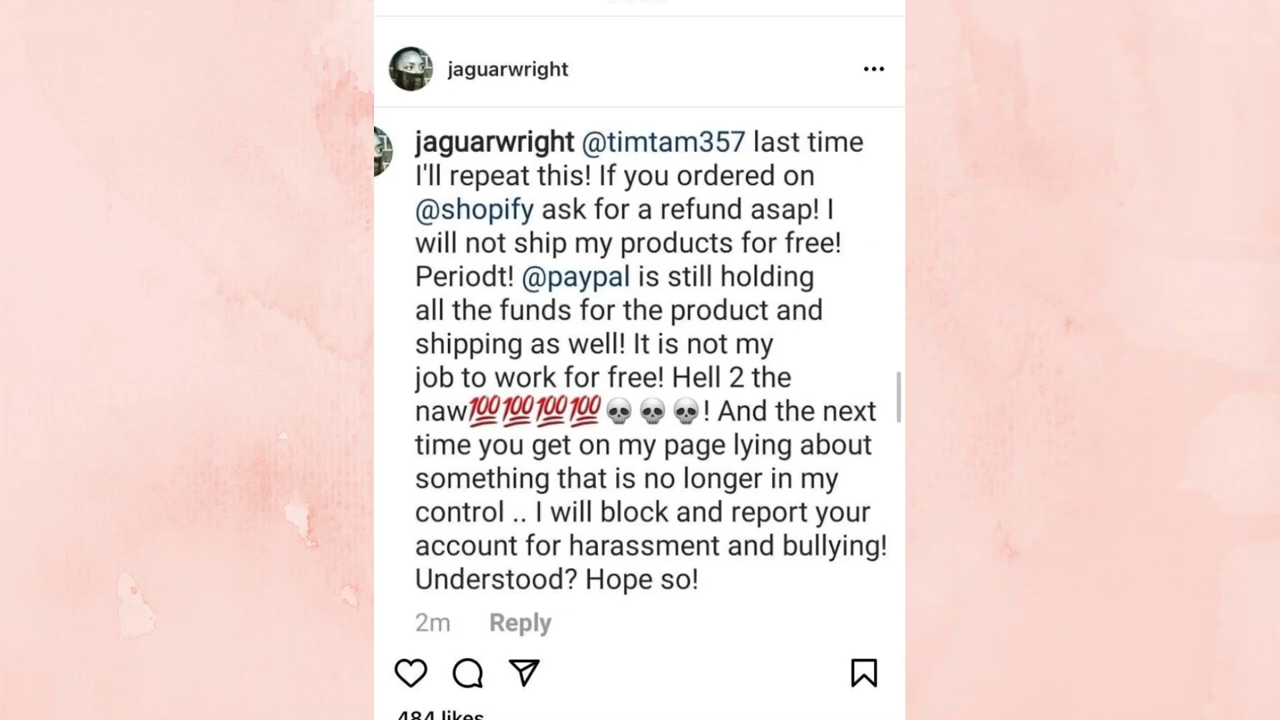 jaguarwright
jaguarwright @timtam357 last time
I'll repeat this! If you ordered on
@shopify ask for a refund asap! I
will not ship my products for free!
Periodt! @paypal is still holding
all the funds for the product and
shipping as well! It is not my
job to work for free! Hell 2 the
naw💯💯💯💯💀💀💀! And the next
time you get on my page lying about
something that is no longer in my
control .. I will block and report your
account for harassment and bullying!
Understood? Hope so!
2m Reply
484 likes